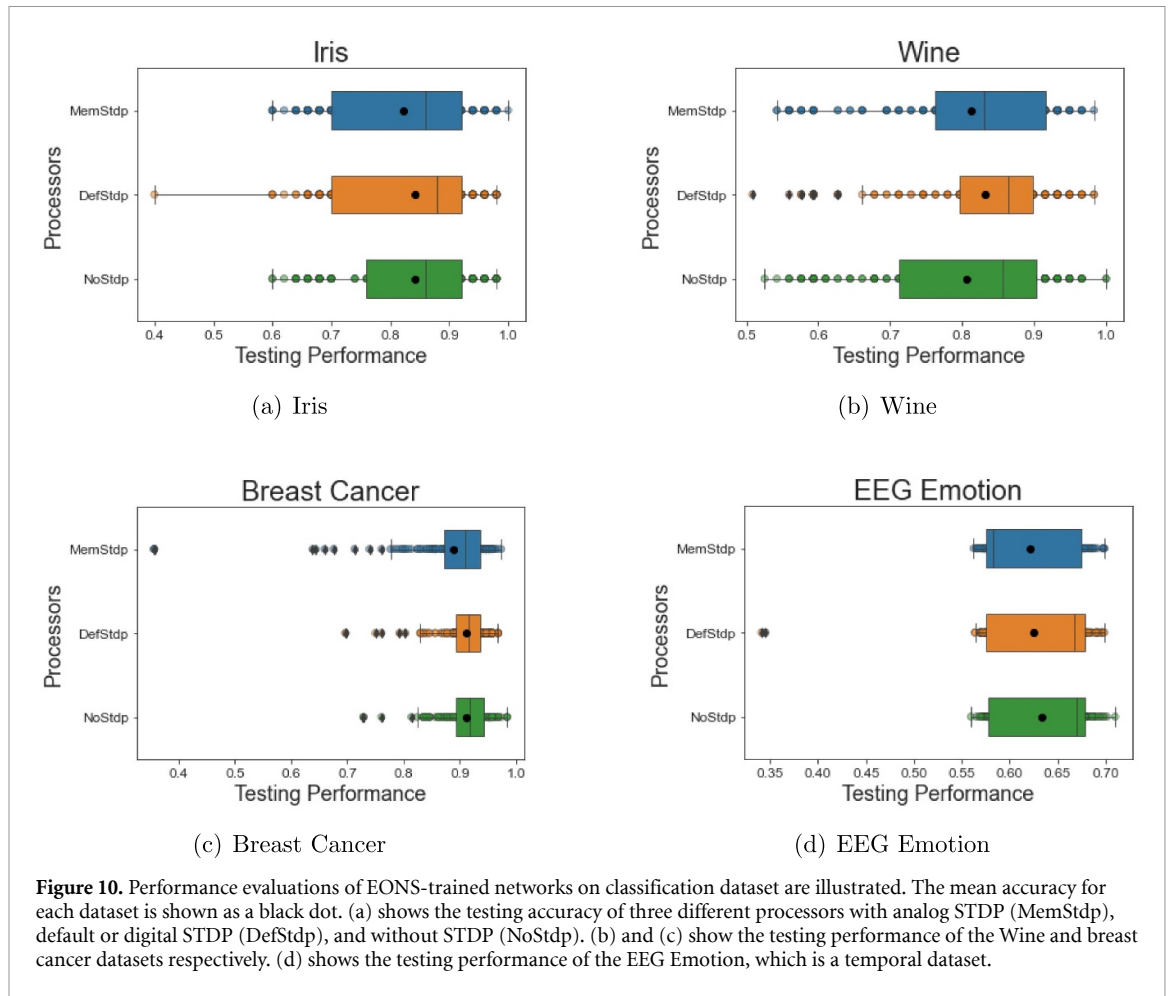 Iris
MemStdp
DefStdp
NoStdp
Processors
0.4 0.5 0.6 0.7 0.8 0.9 1.0
Testing Performance
(a) Iris
Wine
MemStdp
DefStdp
NoStdp
Processors
0.5 0.6 0.7 0.8 0.9 1.0
Testing Performance
(b) Wine
Breast Cancer
MemStdp
DefStdp
NoStdp
Processors
0.4 0.5 0.6 0.7 0.8 0.9 1.0
Testing Performance
(c) Breast Cancer
EEG Emotion
MemStdp
DefStdp
NoStdp
Processors
0.35 0.40 0.45 0.50 0.55 0.60 0.65 0.70
Testing Performance
(d) EEG Emotion
Figure 10. Performance evaluations of EONS-trained networks on classification dataset are illustrated. The mean accuracy for
each dataset is shown as a black dot. (a) shows the testing accuracy of three different processors with analog STDP (MemStdp),
default or digital STDP (DefStdp), and without STDP (NoStdp). (b) and (c) show the testing performance of the Wine and breast
cancer datasets respectively. (d) shows the testing performance of the EEG Emotion, which is a temporal dataset.